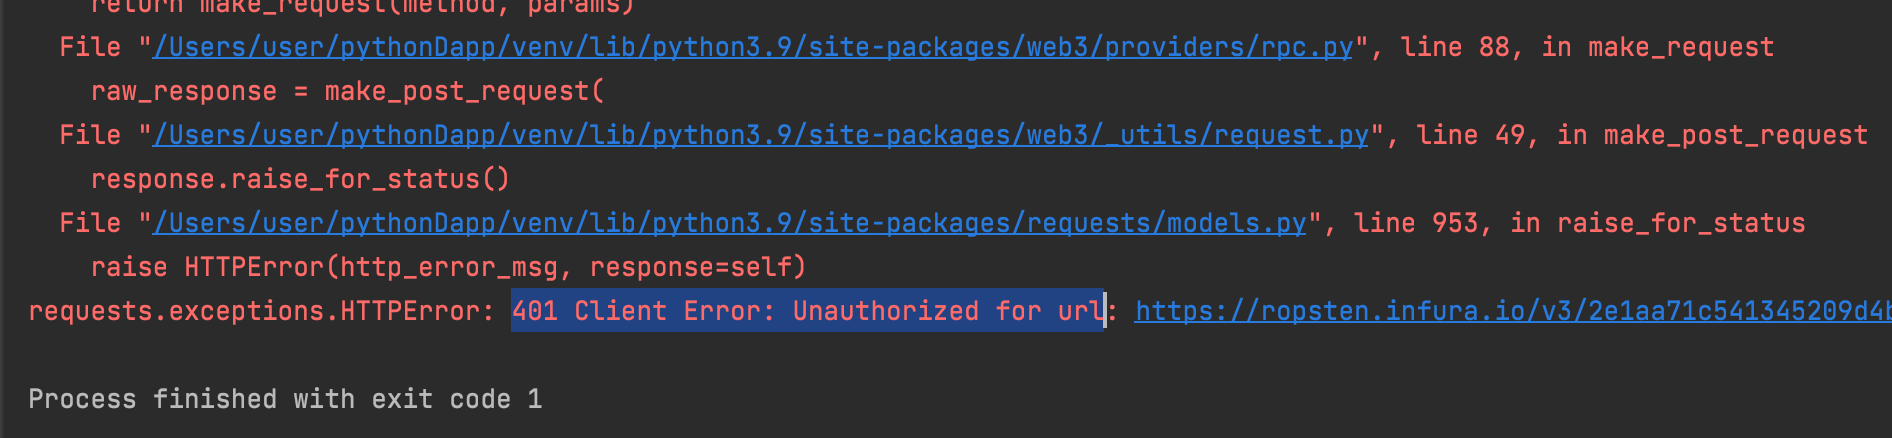 return make_request(method, params)
File "/Users/user/pythonDapp/venv/lib/python3.9/site-packages/web3/providers/rpc.py", line 88, in make_request
raw_response = make_post_request(
File "/Users/user/pythonDapp/venv/lib/python3.9/site-packages/web3/_utils/request.py", line 49, in make_post_request
response.raise_for_status()
File "/Users/user/pythonDapp/venv/lib/python3.9/site-packages/requests/models.py", line 953, in raise_for_status
raise HTTPError(http_error_msg, response=self)
requests.exceptions.HTTPError: 401 Client Error: Unauthorized for url: https://ropsten.infura.io/v3/2e1aa71c541345209d4b
Process finished with exit code 1